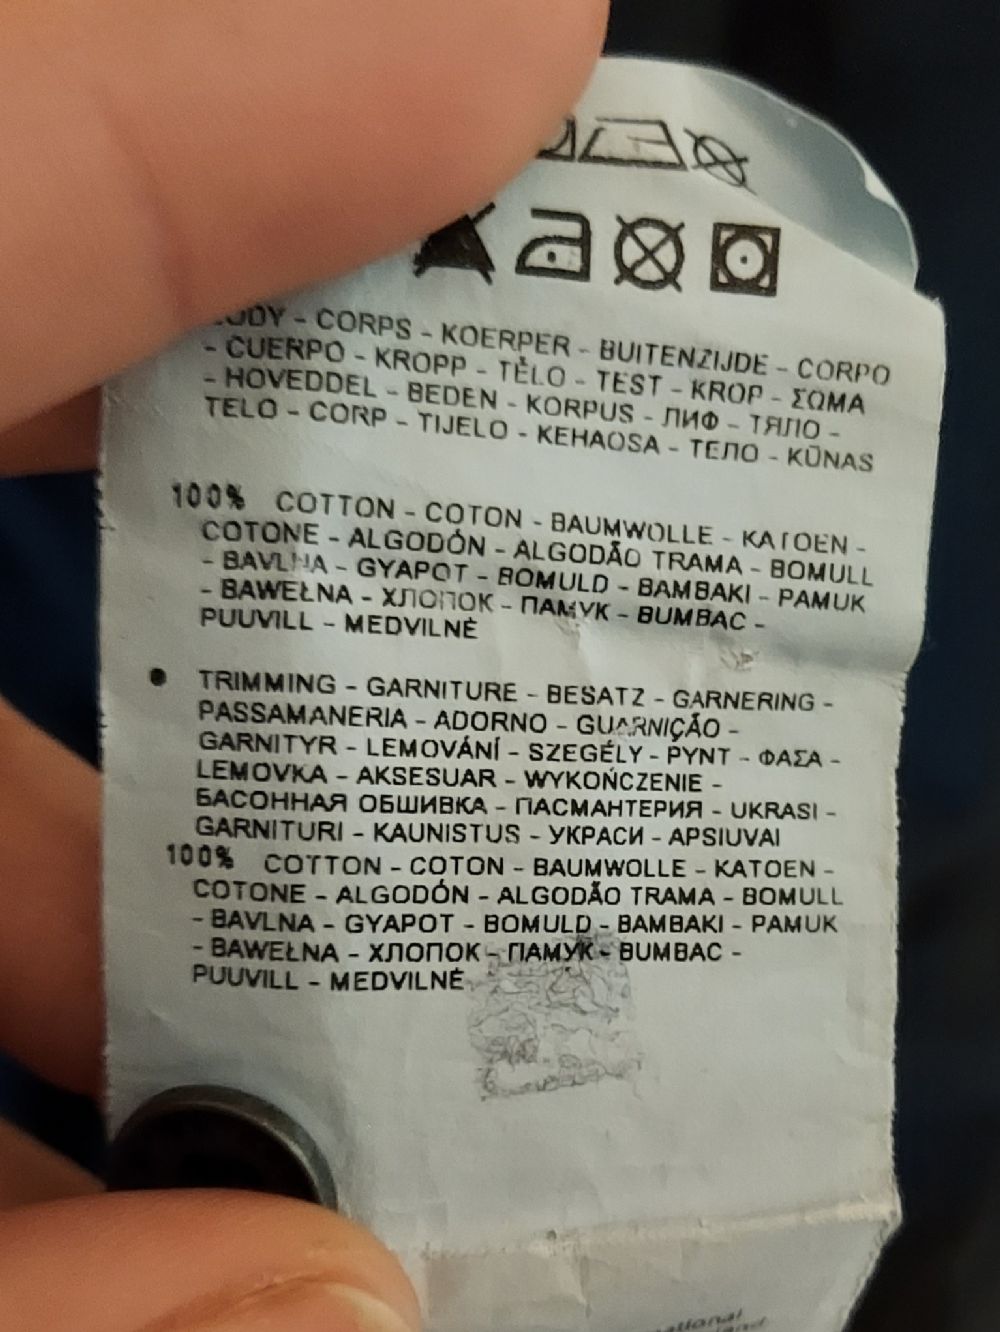 - CORPS - KOERPER - BUITENZIJDE - CORPO
- CUERPO - KROPP - TĚLO - TEST - KROP - ΣΩΜΑ
- HOVEDDEL - BEDEN - KORPUS - ЛИФ - ТЯЛО -
TELO - CORP - TIJELO - KEHAOSA - ТЕЛО - KŪNAS
100% COTTON - COTON - BAUMWOLLE - KATOEN -
COTONE - ALGODÓN - ALGODÃO TRAMA - BOMULL
- BAVLNA - GYAPOT - BOMULD - BAMBAKI - PAMUK
- BAWEŁNA - ХЛОПОК - ПАМУК - BUMBAC -
PUUVILL - MEDVILNĖ
• TRIMMING - GARNITURE - BESATZ - GARNERING -
PASSAMANERIA - ADORNO - GUARNIÇÃO -
GARNITYR - LEMOVÁNÍ - SZEGÉLY - PYNT - ΦΑΣΑ -
LEMOVKA - AKSESUAR - WYKOŃCZENIE -
БАСОННАЯ ОБШИВКА - ПАСМАНТЕРИЯ - UKRASI -
GARNITURI - KAUNISTUS - УКРАСИ - APSIUVAI
100% COTTON - COTON - BAUMWOLLE - KATOEN -
COTONE - ALGODÓN - ALGODÃO TRAMA - BOMULL
- BAVLNA - GYAPOT - BOMULD - BAMBAKI - PAMUK
- BAWEŁNA - ХЛОПОК - ПАМУК - BUMBAC -
PUUVILL - MEDVILNĖ